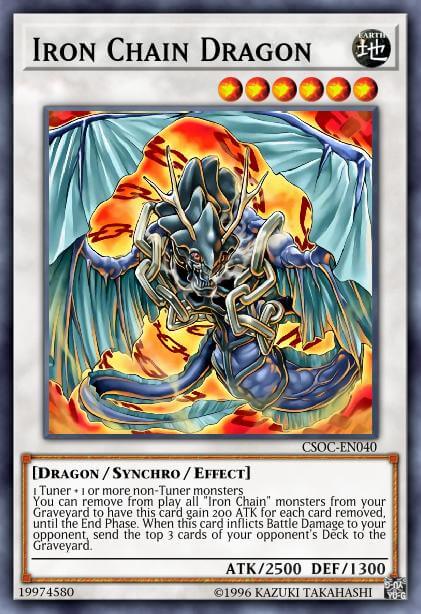 Iron Chain Dragon
EARTH
地
CSOC-EN040
[Dragon / Synchro / Effect]
1 Tuner + 1 or more non-Tuner monsters
You can remove from play all "Iron Chain" monsters from your
Graveyard to have this card gain 200 ATK for each card removed,
until the End Phase. When this card inflicts Battle Damage to your
opponent, send the top 3 cards of your opponent's Deck to the
Graveyard.
ATK/2500 DEF/1300
19974580
©1996 KAZUKI TAKAHASHI